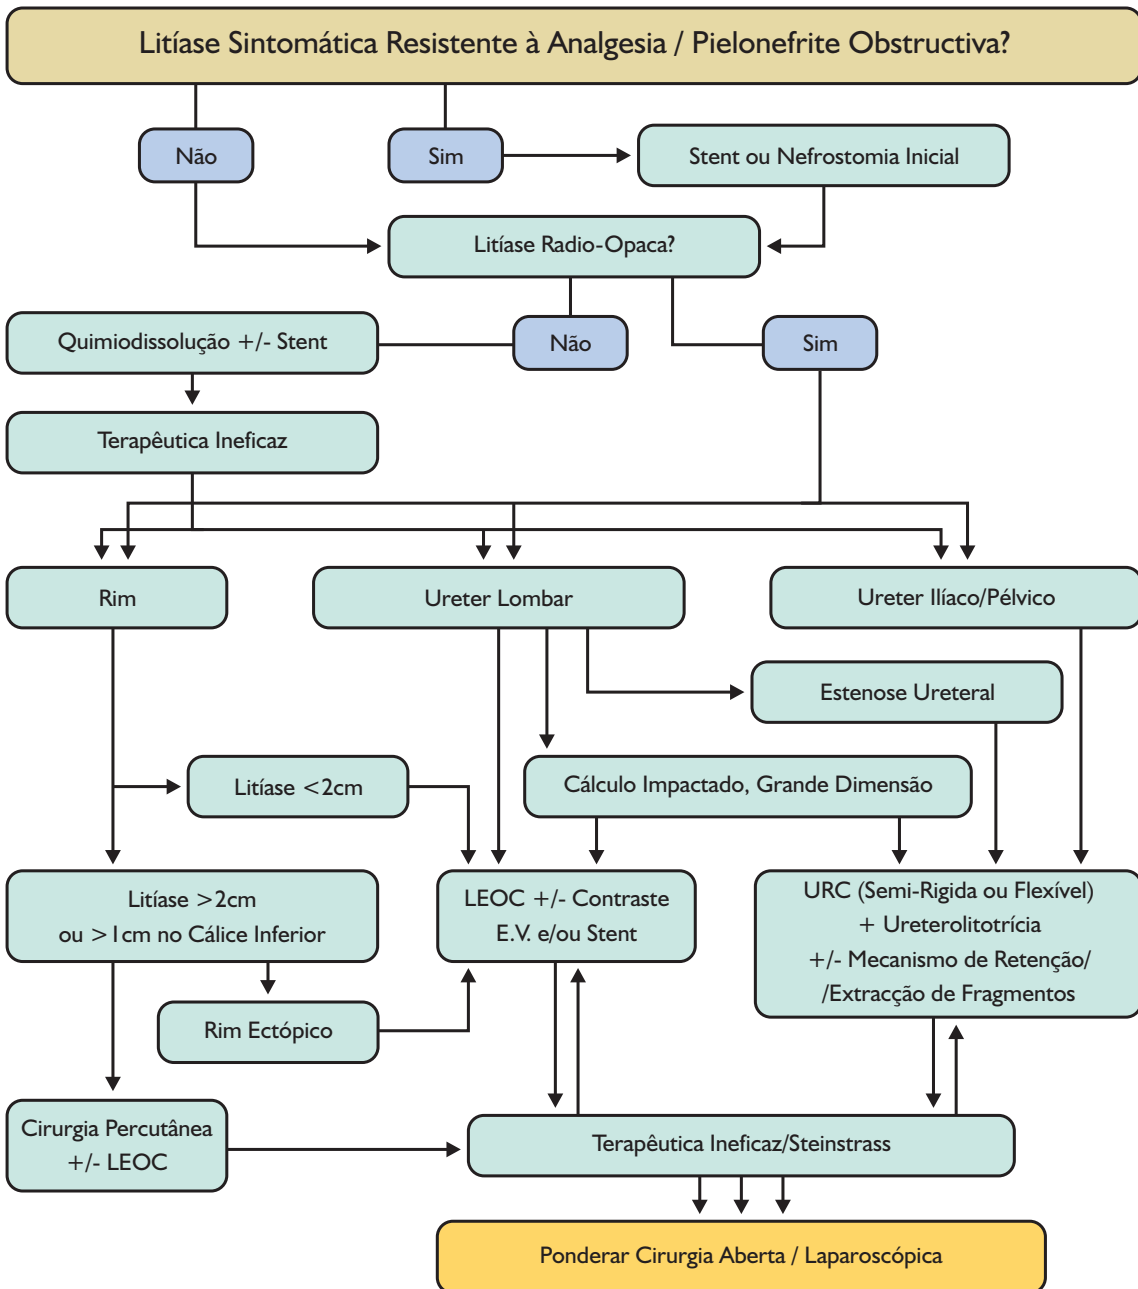 Litíase Sintomática Resistente à Analgesia / Pielonefrite Obstructiva?
Não
Sim
Stent ou Nefrostomia Inicial
Litíase Radio-Opaca?
Quimiodissolução +/- Stent
Não
Sim
Terapêutica Ineficaz
Rim
Ureter Lombar
Ureter Ilíaco/Pélvico
Estenose Ureteral
Litíase <2cm
Cálculo Impactado, Grande Dimensão
Litíase >2cm
ou >1cm no Cálice Inferior
LEOC +/- Contraste
E.V. e/ou Stent
URC (Semi-Rigida ou Flexível)
+ Ureterolitotrícia
+/- Mecanismo de Retenção/
/Extracção de Fragmentos
Rim Ectópico
Cirurgia Percutânea
+/- LEOC
Terapêutica Ineficaz/Steinstrass
Ponderar Cirurgia Aberta / Laparoscópica